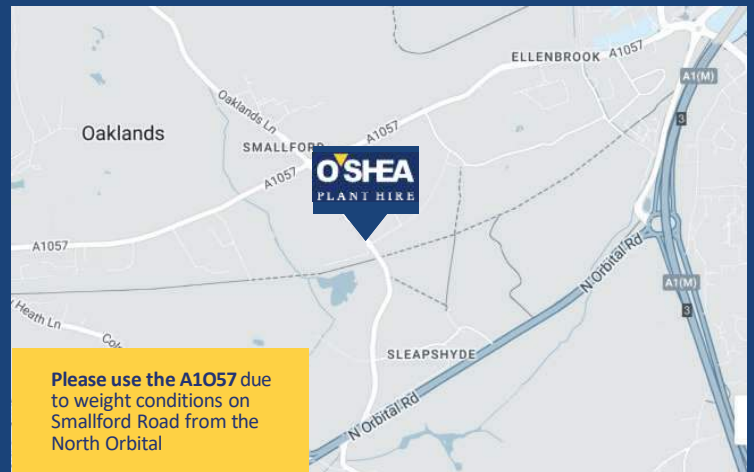 ELLENBROOK A1057
A1(M)
3
Oaklands Ln
Oaklands
SMALLFORD
A1057
A1057
O'SHEA
PLANT HIRE
A1057
N Orbital Rd
A1(M)
3
Heath Ln
SLEAPSHYDE
N Orbital Rd
Please use the A1O57 due
to weight conditions on
Smallford Road from the
North Orbital